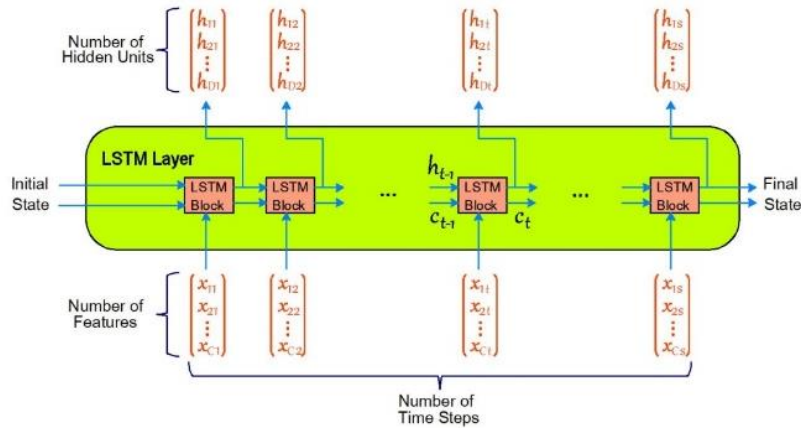 Number of
Hidden Units
h11 h12 h1t h1s
h21 h22 h2t h2s
⋮ ⋮ ⋮ ⋮
hD1 hD2 hDt hDs
LSTM Layer
Initial
State
LSTM
Block
LSTM
Block
...
ht-1
ct-1
LSTM
Block
ct
...
LSTM
Block
Final
State
Number of
Features
x11 x12 x1t x1s
x21 x22 x2t x2s
⋮ ⋮ ⋮ ⋮
xC1 xC2 xCt xCs
Number of
Time Steps